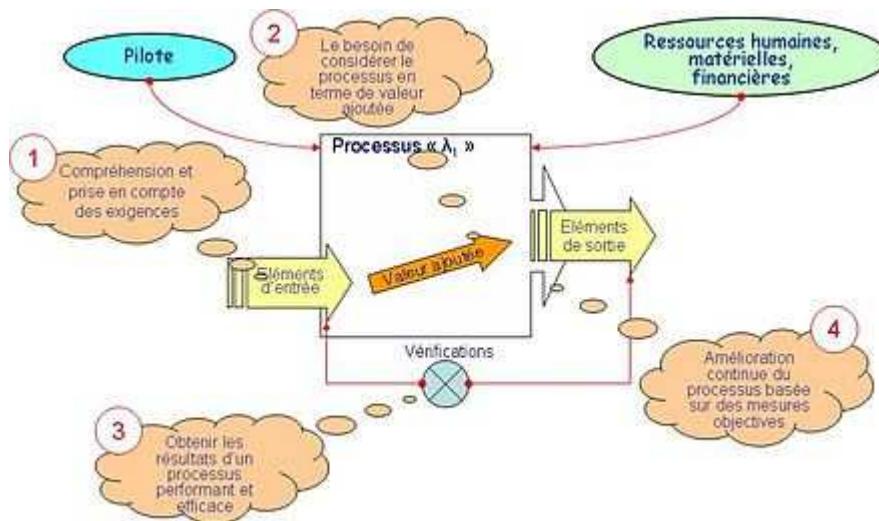 Pilote
2
Le besoin de
considérer le
processus en
terme de valeur
ajoutée
Ressources humaines,
matérielles,
financières
1
Compréhension et
prise en compte
des exigences
Processus « λ₁ »
Eléments
d'entrée
Valeur ajoutée
Eléments
de sortie
Vérifications
3
Obtenir les
résultats d'un
processus
performant et
efficace
4
Amélioration
continue du
processus basée
sur des mesures
objectives